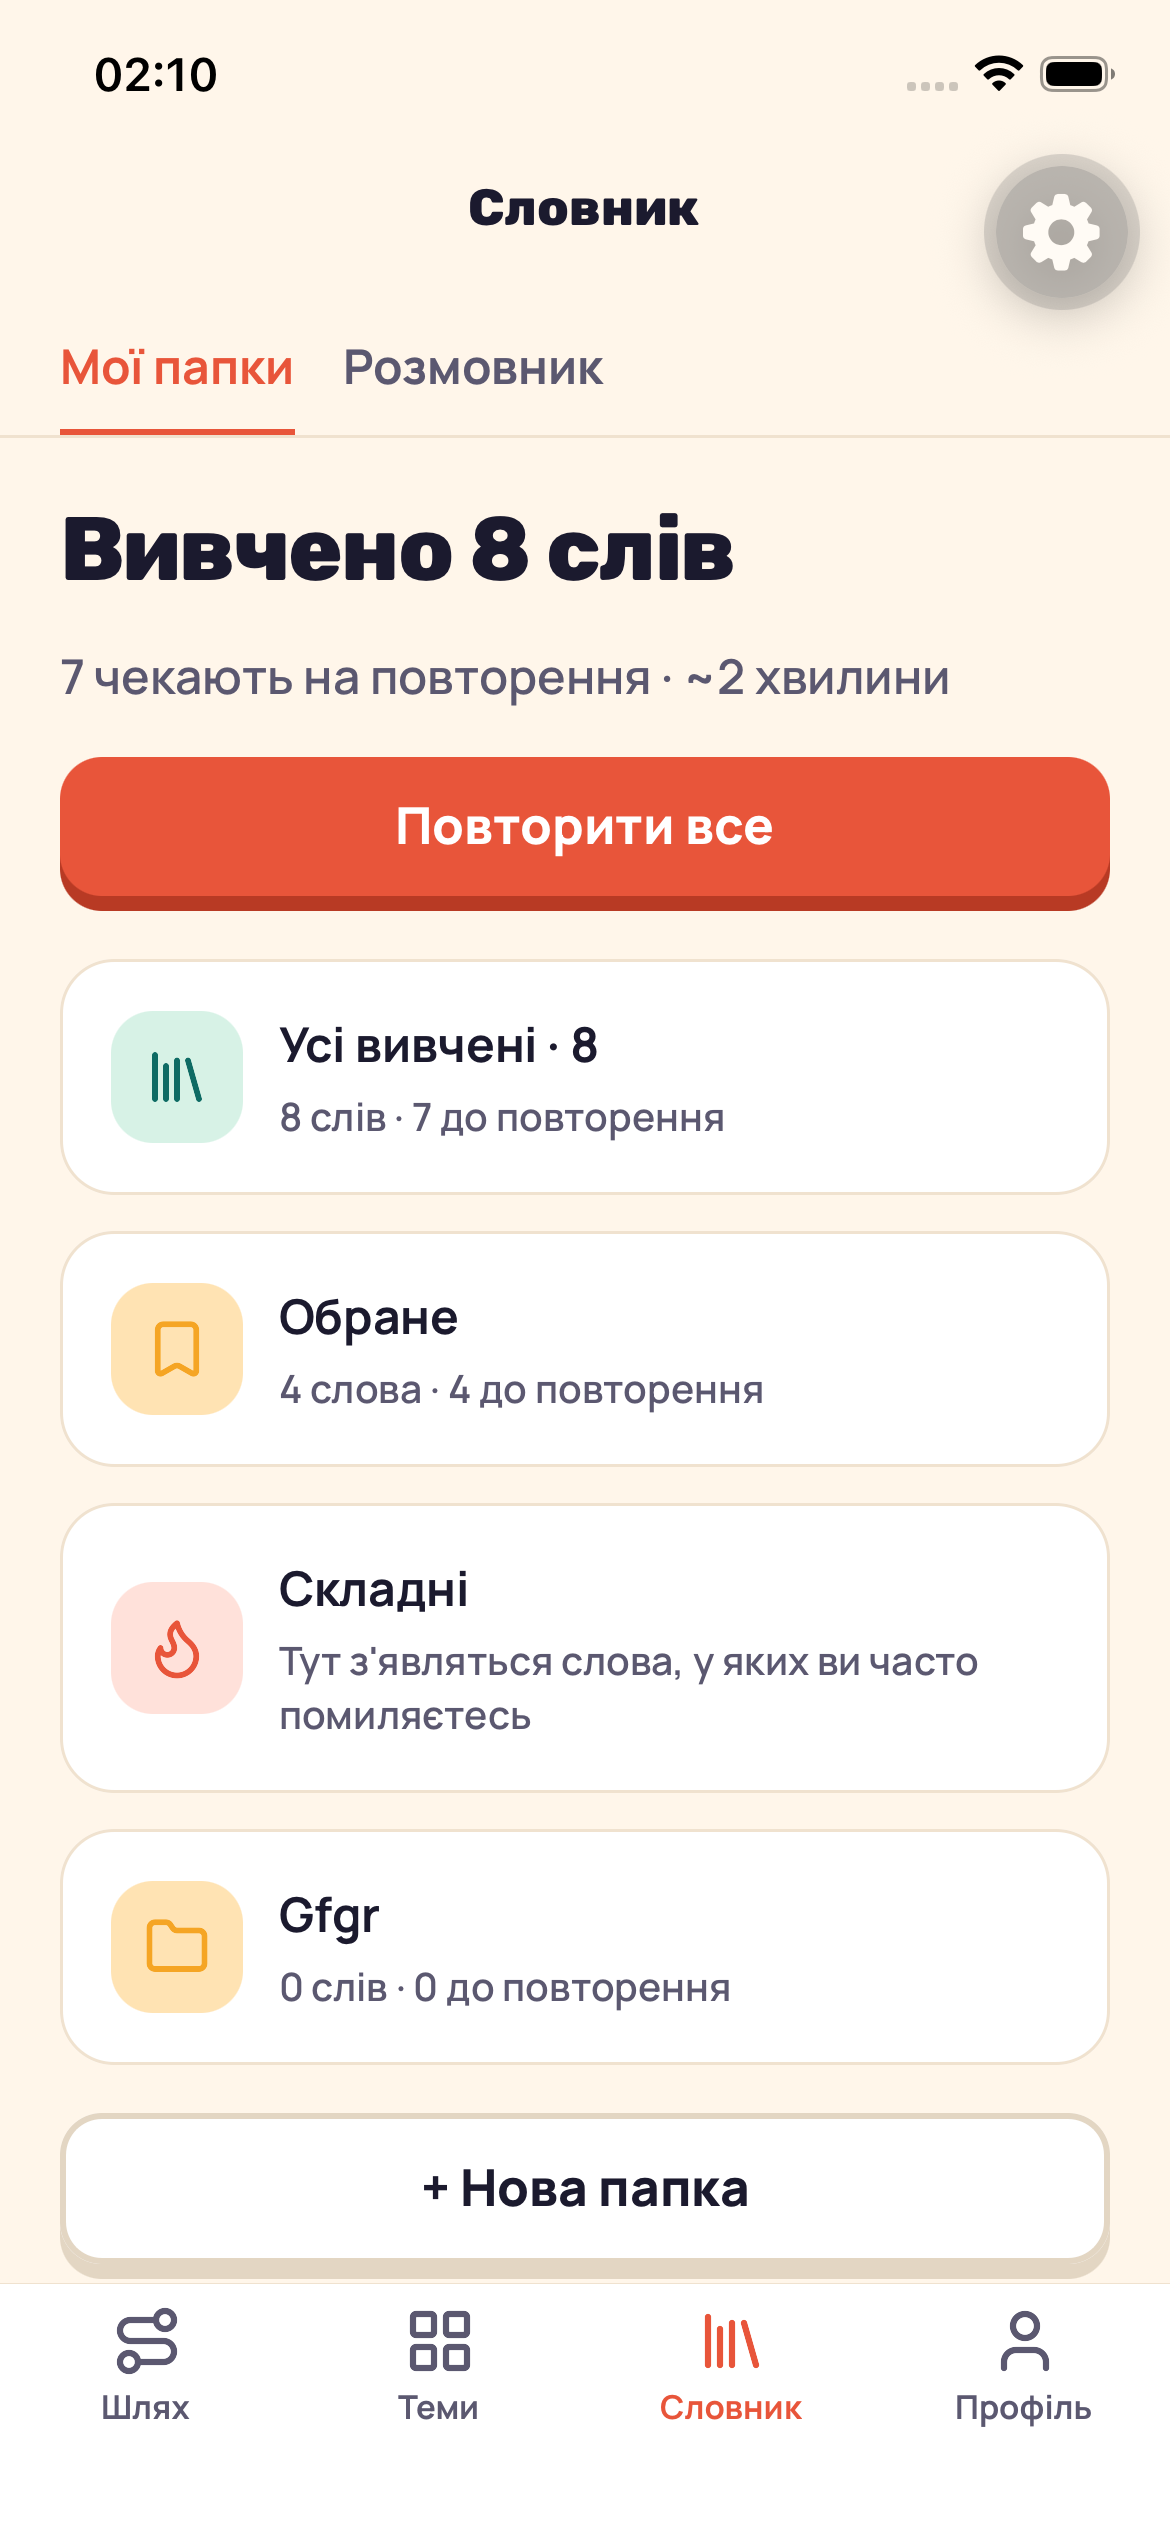 02:10
Словник
Мої папки
Розмовник
Вивчено 8 слів
7 чекають на повторення · ~2 хвилини
Повторити все
Усі вивчені · 8
8 слів · 7 до повторення
Обране
4 слова · 4 до повторення
Складні
Тут з'являться слова, у яких ви часто
помиляєтесь
Gfgr
0 слів · 0 до повторення
+ Нова папка
Шлях
Теми
Словник
Профіль